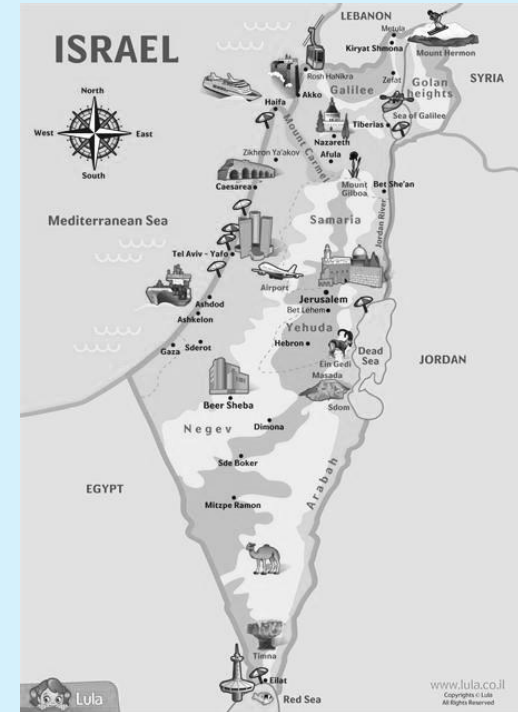 ISRAEL
LEBANON
Metula
Kiryat Shmona
Mount Hermon
SYRIA
Rosh HaNikra
Zefat
Golan
heights
Akko
Galilee
Haifa
Sea of Galilee
Tiberias
North
West
East
South
Nazareth
Afula
Mount Carmel
Zikhron Ya'akov
Caesarea
Mount
Gilboa
Bet She'an
Mediterranean Sea
Samaria
Jordan River
Tel Aviv - Yafo
Airport
Jerusalem
Bet Lehem
Ashdod
Ashkelon
Yehuda
Gaza
Sderot
Hebron
Ein Gedi
Dead
Sea
JORDAN
Masada
Sdom
Beer Sheba
Negev
Dimona
Sde Boker
EGYPT
Arabah
Mitzpe Ramon
Timna
Eilat
Red Sea
Lula
www.lula.co.il
Copyrights © Lula
All Rights Reserved